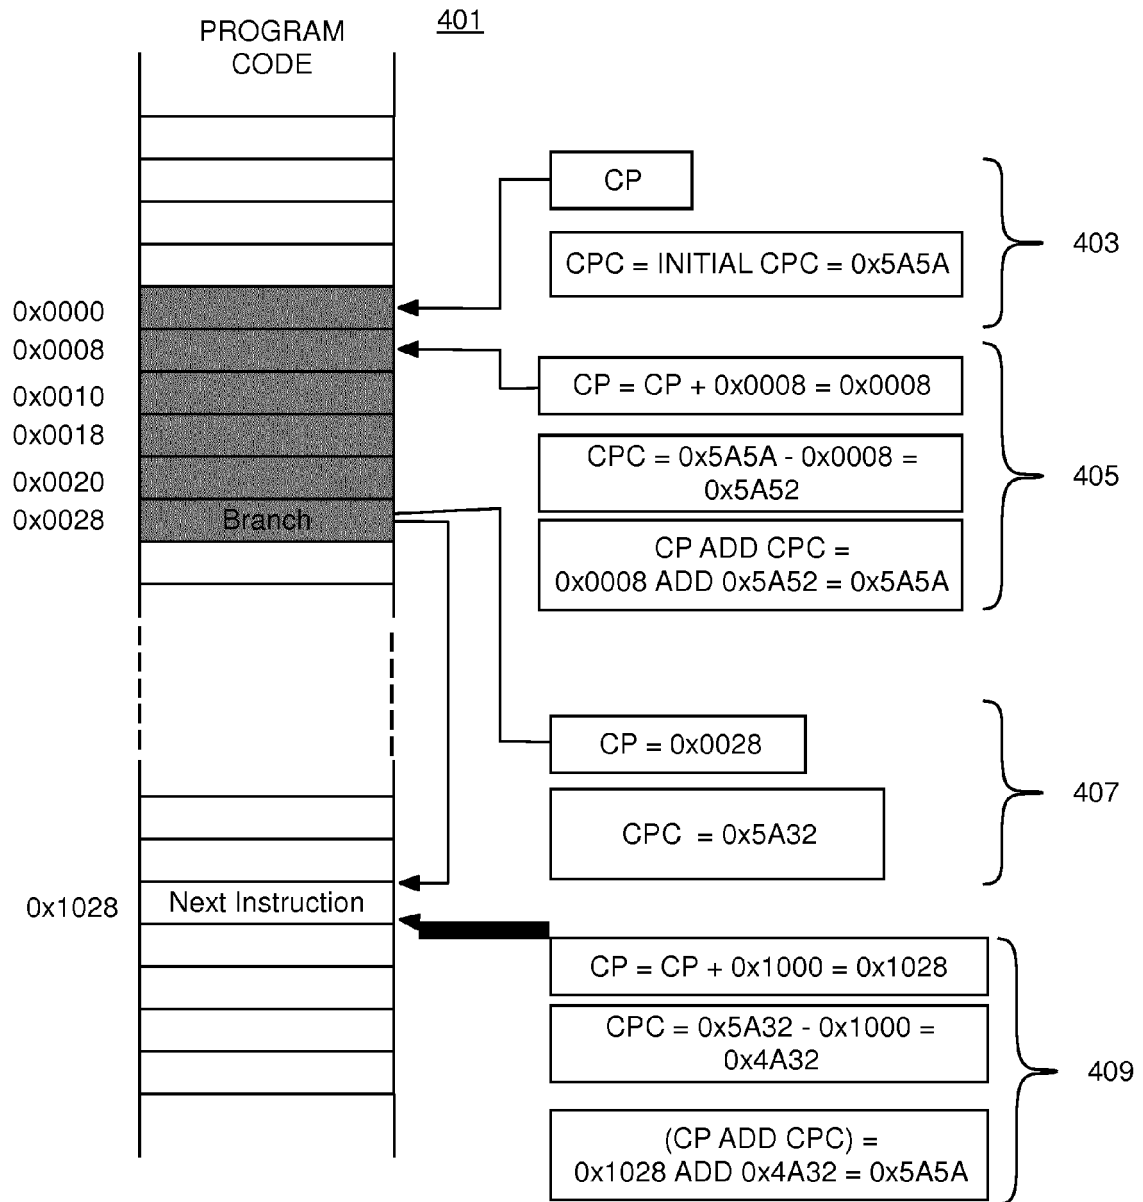 401
PROGRAM
CODE
CP
403
CPC = INITIAL CPC = 0x5A5A
0x0000
0x0008
CP = CP + 0x0008 = 0x0008
0x0010
0x0018
CPC = 0x5A5A - 0x0008 =
0x5A52
405
0x0020
0x0028
Branch
CP ADD CPC =
0x0008 ADD 0x5A52 = 0x5A5A
CP = 0x0028
407
CPC = 0x5A32
0x1028
Next Instruction
CP = CP + 0x1000 = 0x1028
CPC = 0x5A32 - 0x1000 =
0x4A32
409
(CP ADD CPC) =
0x1028 ADD 0x4A32 = 0x5A5A